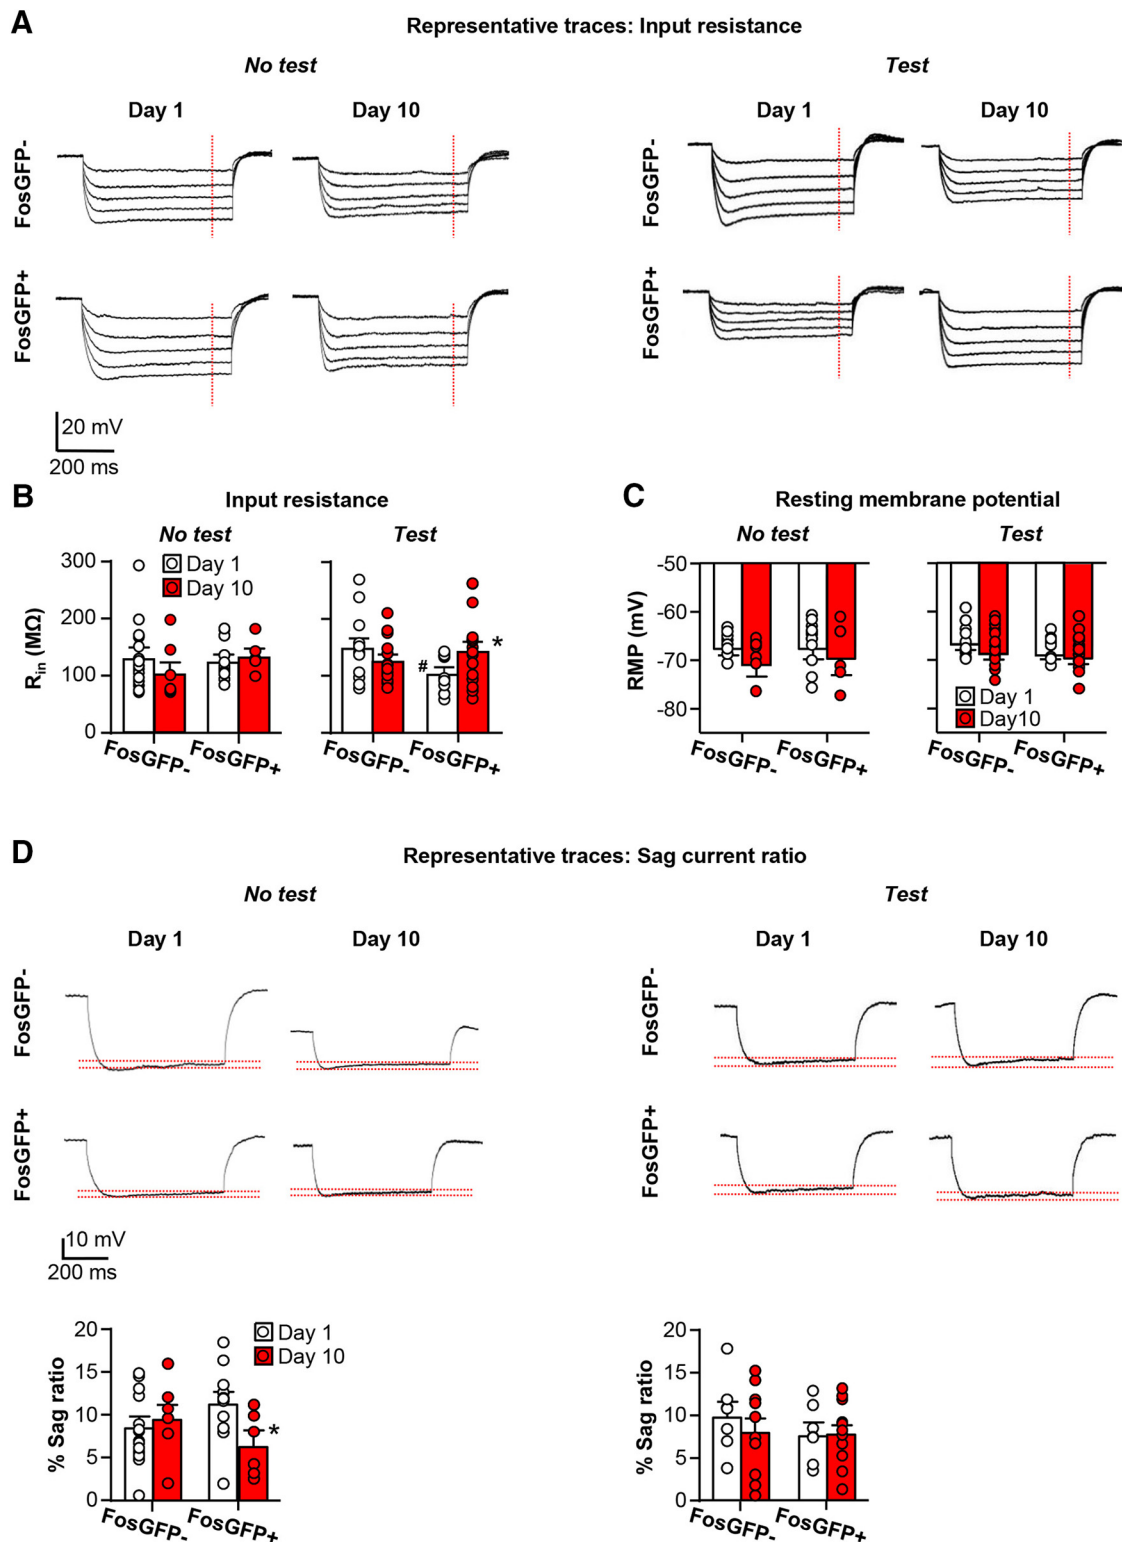 A
Representative traces: Input resistance
No test
Test
Day 1
Day 10
Day 1
Day 10
FosGFP-
FosGFP-
FosGFP+
FosGFP+
20 mV
200 ms
B
Input resistance
No test
Test
300
200
100
0
Rin (MΩ)
Day 1
Day 10
#
*
FosGFP-
FosGFP+
FosGFP-
FosGFP+
C
Resting membrane potential
No test
Test
-50
-60
-70
-80
RMP (mV)
Day 1
Day10
FosGFP-
FosGFP+
FosGFP-
FosGFP+
D
Representative traces: Sag current ratio
No test
Test
Day 1
Day 10
Day 1
Day 10
FosGFP-
FosGFP-
FosGFP+
FosGFP+
10 mV
200 ms
20
15
10
5
0
% Sag ratio
Day 1
Day 10
*
FosGFP-
FosGFP+
20
15
10
5
0
% Sag ratio
FosGFP-
FosGFP+